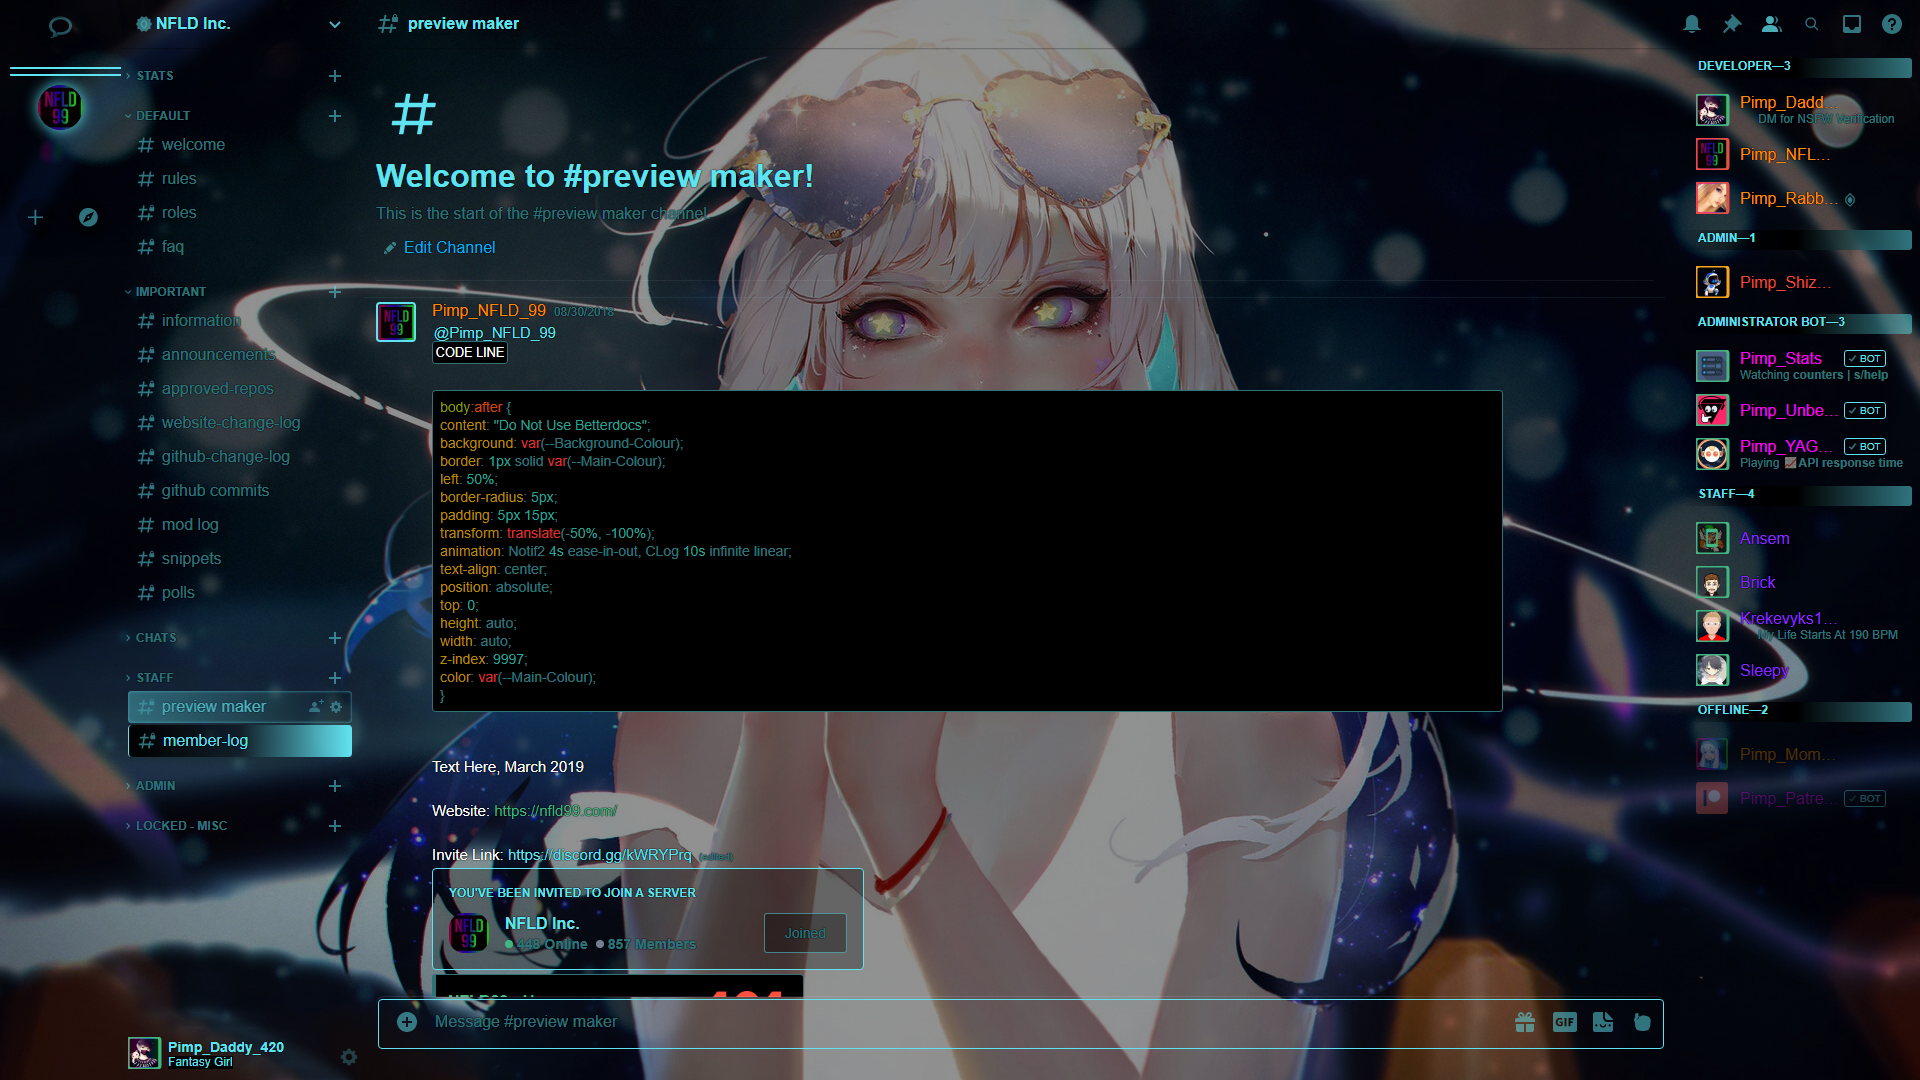 NFLD Inc.
STATS
NFLD
99
DEFAULT
welcome
rules
roles
faq
IMPORTANT
information
announcements
approved-repos
website-change-log
github-change-log
github commits
mod log
snippets
polls
CHATS
STAFF
preview maker
member-log
ADMIN
LOCKED - MISC
Pimp_Daddy_420
Fantasy Girl
preview maker
Welcome to #preview maker!
This is the start of the #preview maker channel.
Edit Channel
NFLD
99
Pimp_NFLD_99 08/30/2018
@Pimp_NFLD_99
CODE LINE
body:after {
content: "Do Not Use Betterdocs";
background: var(--Background-Colour);
border: 1px solid var(--Main-Colour);
left: 50%;
border-radius: 5px;
padding: 5px 15px;
transform: translate(-50%, -100%);
animation: Notif2 4s ease-in-out, CLog 10s infinite linear;
text-align: center;
position: absolute;
top: 0;
height: auto;
width: auto;
z-index: 9997;
color: var(--Main-Colour);
}
Text Here, March 2019
Website: https://nfld99.com/
Invite Link: https://discord.gg/kWRYPrq (edited)
YOU'VE BEEN INVITED TO JOIN A SERVER
NFLD
99
NFLD Inc.
448 Online 857 Members
Joined
Message #preview maker
GIF
DEVELOPER—3
Pimp_Dadd...
DM for NSFW Verification
NFLD
99
Pimp_NFL...
Pimp_Rabb...
ADMIN—1
Pimp_Shiz...
ADMINISTRATOR BOT—3
Pimp_Stats ✓ BOT
Watching counters | s/help
Pimp_Unbe... ✓ BOT
Pimp_YAG... ✓ BOT
Playing 📈API response time
STAFF—4
Ansem
Brick
Krekevyks1...
My Life Starts At 190 BPM
Sleepy
OFFLINE—2
Pimp_Mom...
Pimp_Patre... ✓ BOT